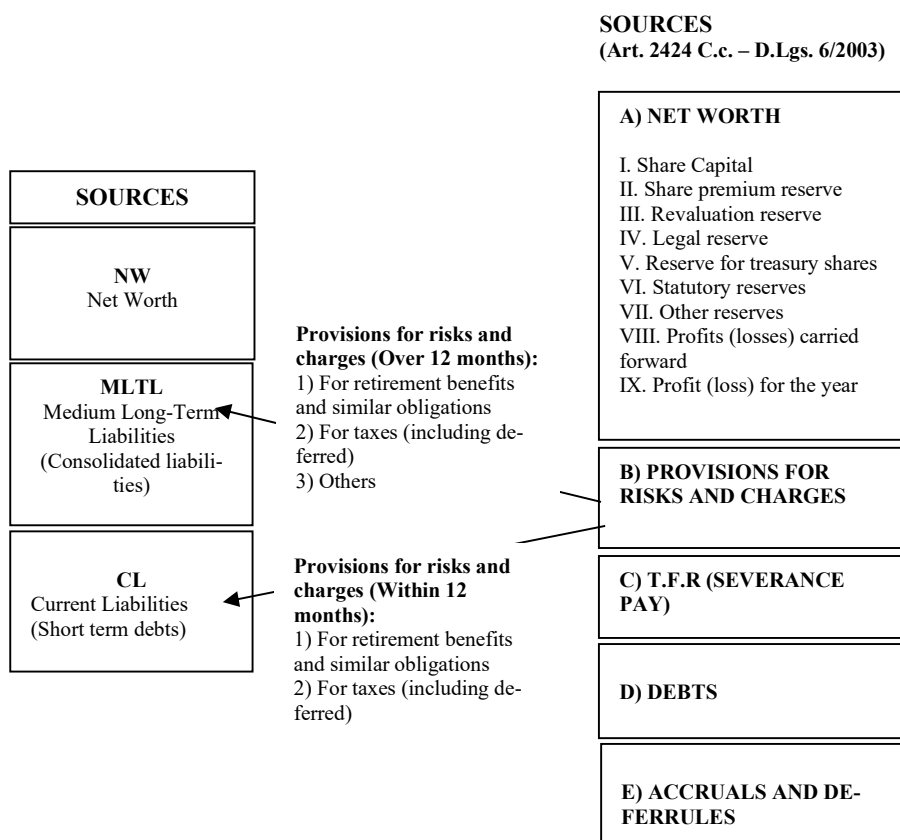 SOURCES
(Art. 2424 C.c. – D.Lgs. 6/2003)
SOURCES
NW
Net Worth
MLTL
Medium Long-Term
Liabilities
(Consolidated liabili-
ties)
CL
Current Liabilities
(Short term debts)
Provisions for risks and
charges (Over 12 months):
1) For retirement benefits
and similar obligations
2) For taxes (including de-
ferred)
3) Others
Provisions for risks and
charges (Within 12
months):
1) For retirement benefits
and similar obligations
2) For taxes (including de-
ferred)
A) NET WORTH
I. Share Capital
II. Share premium reserve
III. Revaluation reserve
IV. Legal reserve
V. Reserve for treasury shares
VI. Statutory reserves
VII. Other reserves
VIII. Profits (losses) carried
forward
IX. Profit (loss) for the year
B) PROVISIONS FOR
RISKS AND CHARGES
C) T.F.R (SEVERANCE
PAY)
D) DEBTS
E) ACCRUALS AND DE-
FERRULES